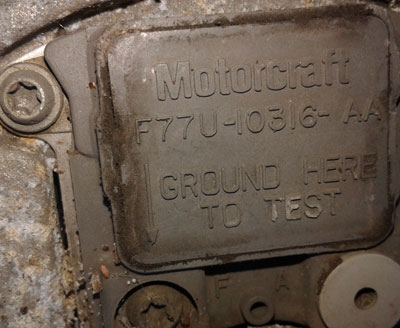 Motorcraft
F77U-10316-AA
GROUND HERE
TO TEST
F A